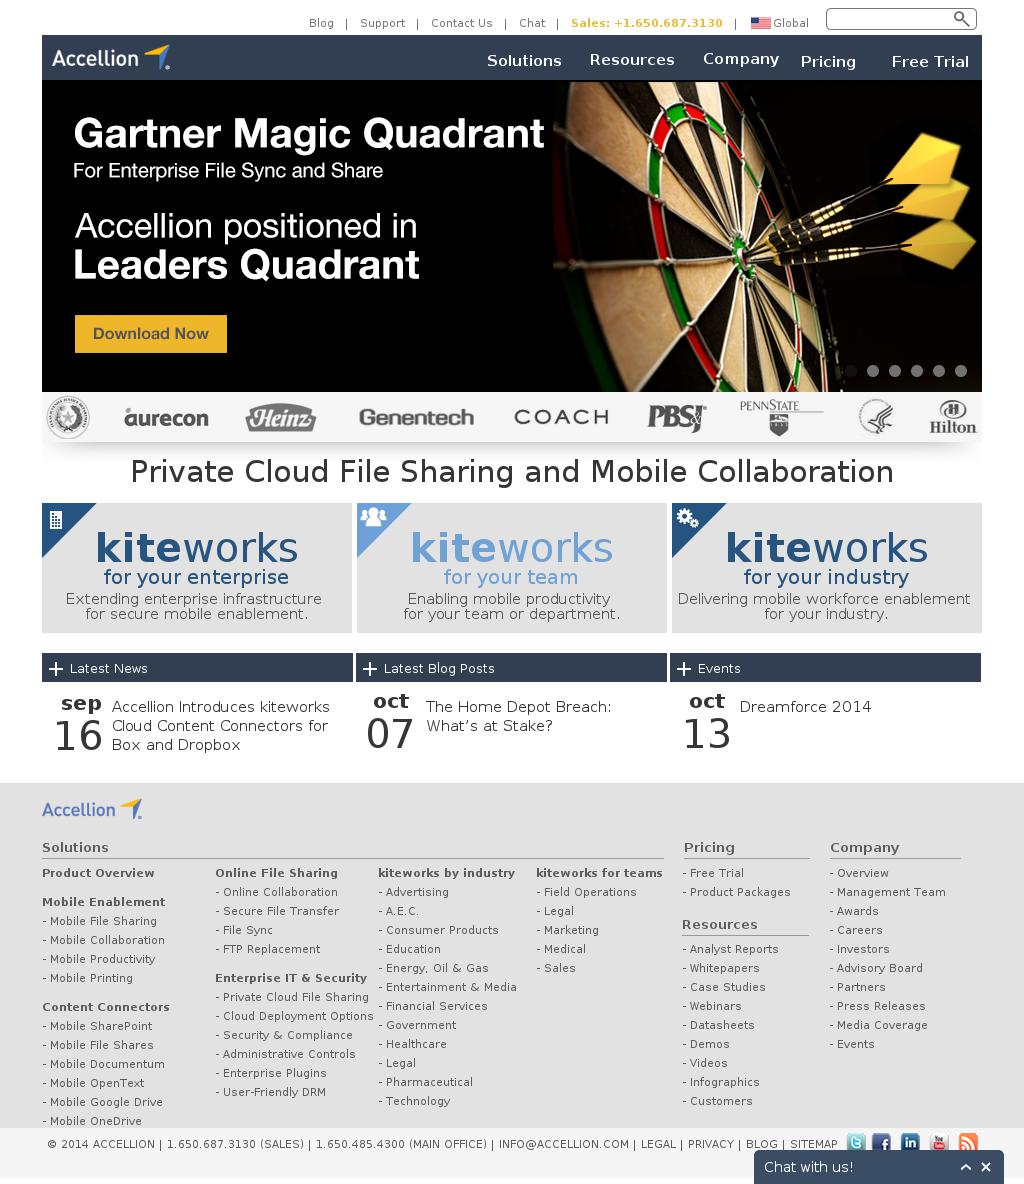 Blog | Support | Contact Us | Chat | Sales: +1.650.687.3130 | Global
Accellion
Solutions Resources Company Pricing Free Trial
Gartner Magic Quadrant
For Enterprise File Sync and Share
Accellion positioned in
Leaders Quadrant
Download Now
aurecon Heinz Genentech COACH PBS& PENNSTATE Hilton
Private Cloud File Sharing and Mobile Collaboration
kiteworks
for your enterprise
Extending enterprise infrastructure
for secure mobile enablement.
kiteworks
for your team
Enabling mobile productivity
for your team or department.
kiteworks
for your industry
Delivering mobile workforce enablement
for your industry.
Latest News
sep
16
Accellion Introduces kiteworks
Cloud Content Connectors for
Box and Dropbox
Latest Blog Posts
oct
07
The Home Depot Breach:
What's at Stake?
Events
oct
13
Dreamforce 2014
Accellion
Solutions
Product Overview
Mobile Enablement
- Mobile File Sharing
- Mobile Collaboration
- Mobile Productivity
- Mobile Printing
Content Connectors
- Mobile SharePoint
- Mobile File Shares
- Mobile Documentum
- Mobile OpenText
- Mobile Google Drive
- Mobile OneDrive
Online File Sharing
- Online Collaboration
- Secure File Transfer
- File Sync
- FTP Replacement
Enterprise IT & Security
- Private Cloud File Sharing
- Cloud Deployment Options
- Security & Compliance
- Administrative Controls
- Enterprise Plugins
- User-Friendly DRM
kiteworks by industry
- Advertising
- A.E.C.
- Consumer Products
- Education
- Energy, Oil & Gas
- Entertainment & Media
- Financial Services
- Government
- Healthcare
- Legal
- Pharmaceutical
- Technology
kiteworks for teams
- Field Operations
- Legal
- Marketing
- Medical
- Sales
Pricing
- Free Trial
- Product Packages
Resources
- Analyst Reports
- Whitepapers
- Case Studies
- Webinars
- Datasheets
- Demos
- Videos
- Infographics
- Customers
Company
- Overview
- Management Team
- Awards
- Careers
- Investors
- Advisory Board
- Partners
- Press Releases
- Media Coverage
- Events
© 2014 ACCELLION | 1.650.687.3130 (SALES) | 1.650.485.4300 (MAIN OFFICE) | INFO@ACCELLION.COM | LEGAL | PRIVACY | BLOG | SITEMAP
Chat with us!